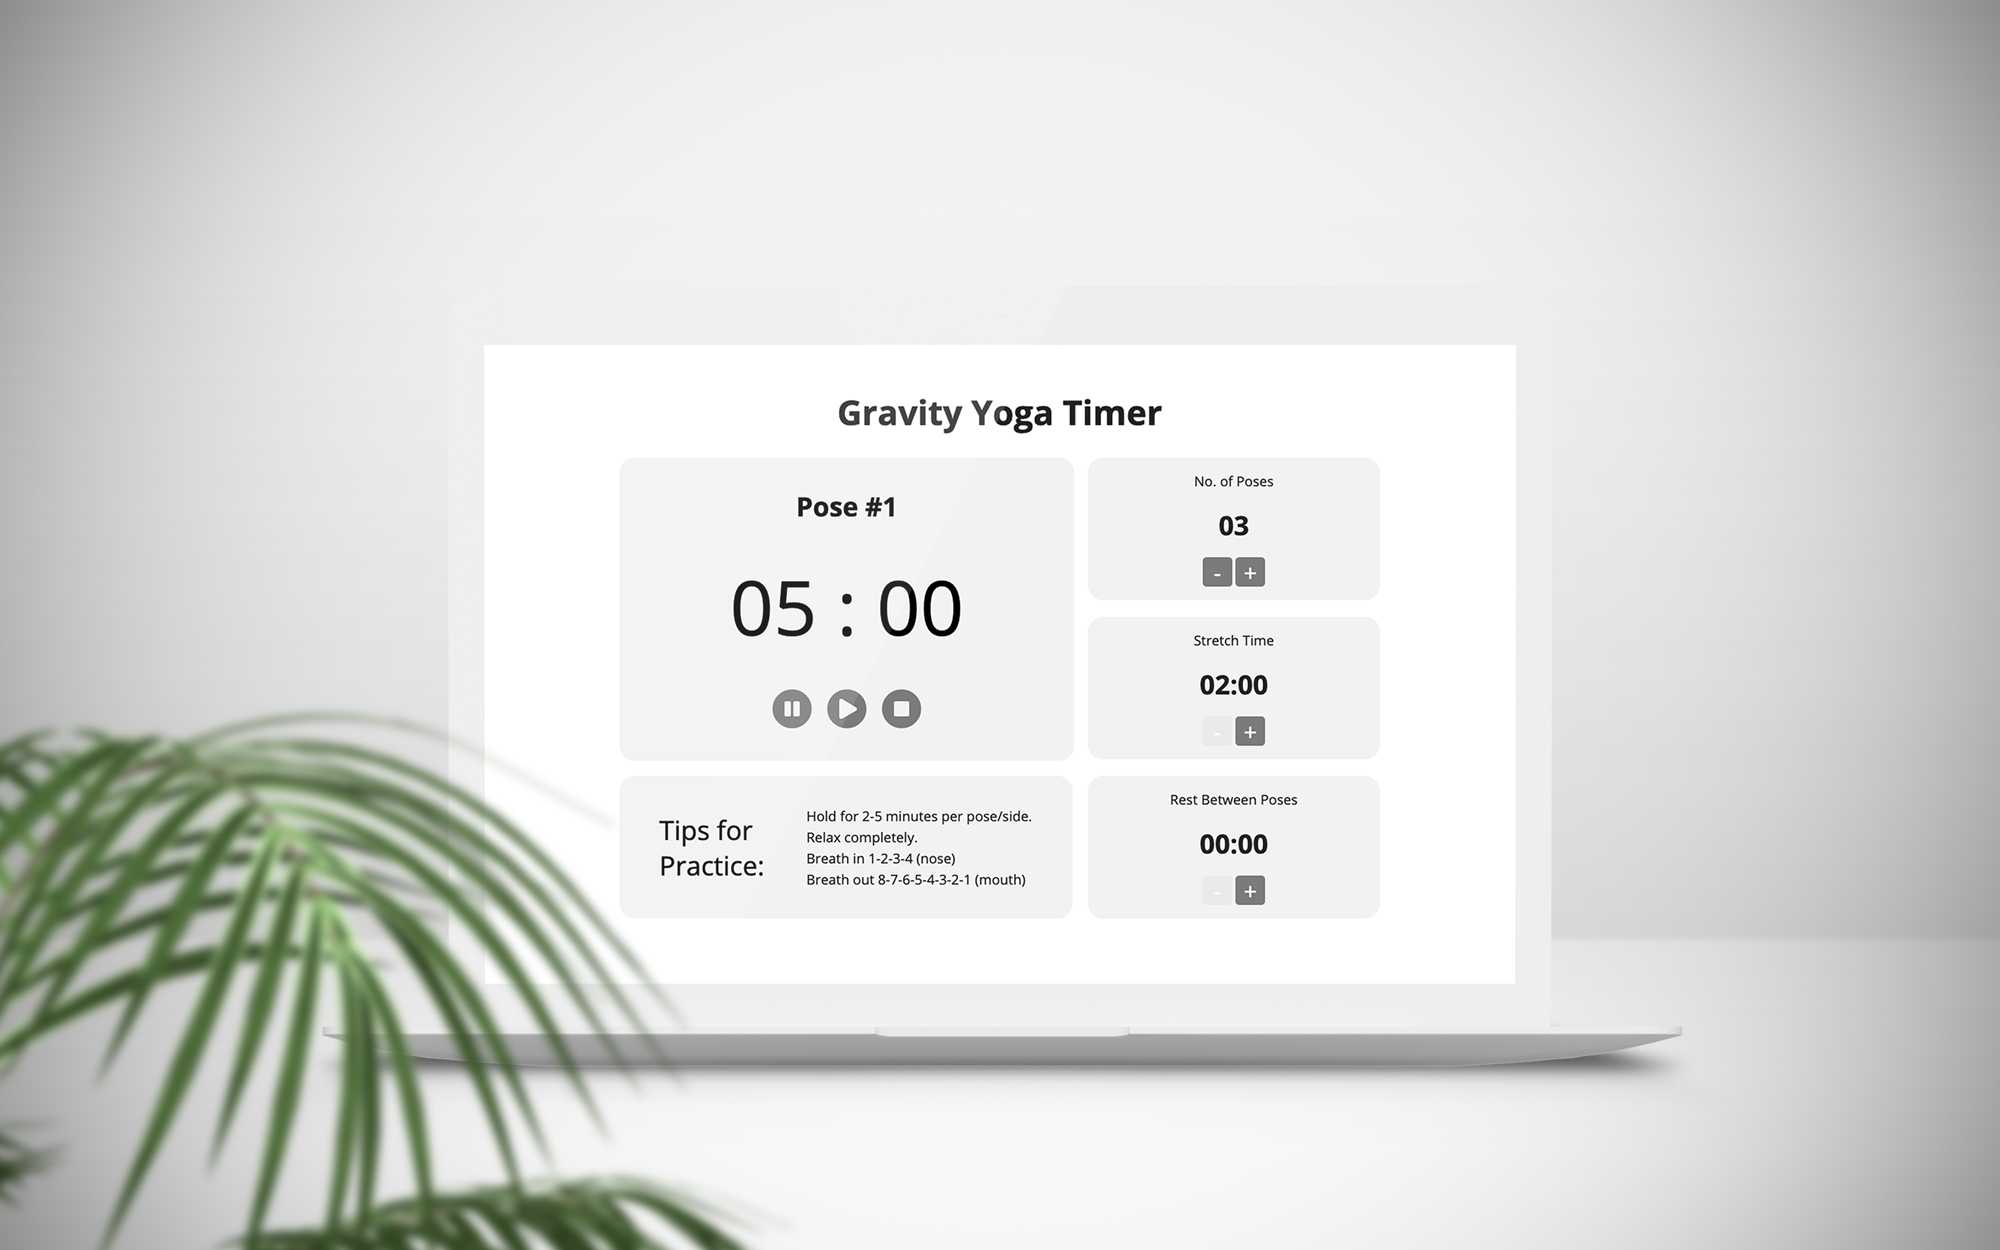 Gravity Yoga Timer
Pose #1
05 : 00
Tips for
Practice:
Hold for 2-5 minutes per pose/side.
Relax completely.
Breath in 1-2-3-4 (nose)
Breath out 8-7-6-5-4-3-2-1 (mouth)
No. of Poses
03
- +
Stretch Time
02:00
- +
Rest Between Poses
00:00
- +